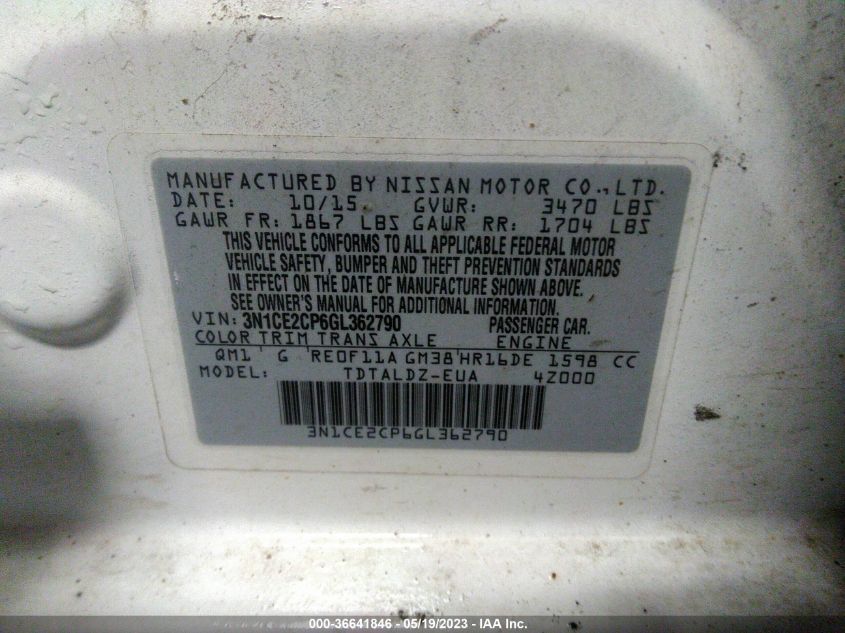 MANUFACTURED BY NISSAN MOTOR CO.,LTD.
DATE: 10/15 GVWR: 3470 LBS
GAWR FR: 1867 LBS GAWR RR: 1704 LBS
THIS VEHICLE CONFORMS TO ALL APPLICABLE FEDERAL MOTOR
VEHICLE SAFETY, BUMPER AND THEFT PREVENTION STANDARDS
IN EFFECT ON THE DATE OF MANUFACTURE SHOWN ABOVE.
SEE OWNER'S MANUAL FOR ADDITIONAL INFORMATION.
VIN: 3N1CE2CP6GL362790 PASSENGER CAR.
COLOR TRIM TRANS AXLE ENGINE
QM1 G RE0F11A GM38 HR16DE 1598 CC
MODEL: TDTALDZ-EUA 4Z000
3N1CE2CP6GL362790
000-36641846 - 05/19/2023 - IAA Inc.